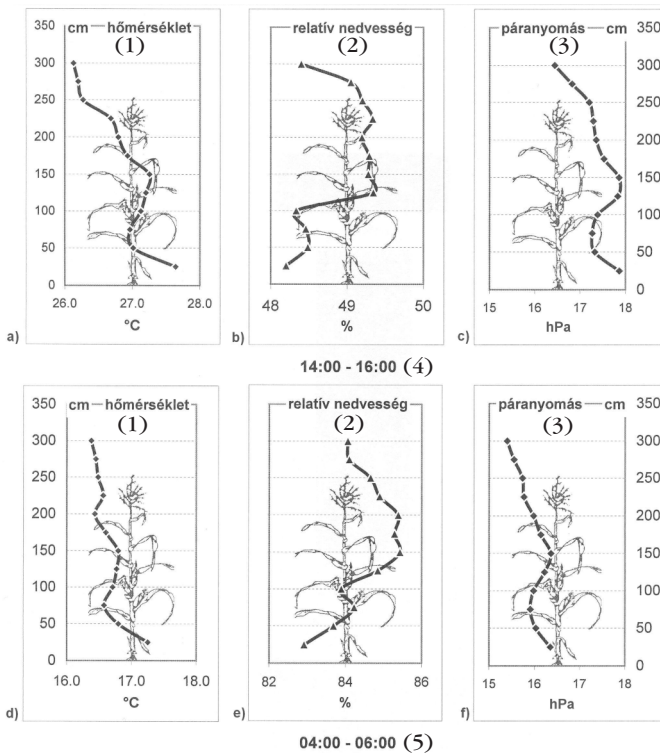 cm hőmérséklet
(1)
350
300
250
200
150
100
50
0
26.0 27.0 28.0
°C
a)
relatív nedvesség
(2)
48 49 50
%
b)
páranyomás cm
(3)
350
300
250
200
150
100
50
0
15 16 17 18
hPa
c)
14:00 - 16:00 (4)
cm hőmérséklet
(1)
350
300
250
200
150
100
50
0
16.0 17.0 18.0
°C
d)
relatív nedvesség
(2)
82 84 86
%
e)
páranyomás cm
(3)
350
300
250
200
150
100
50
0
15 16 17 18
hPa
f)
04:00 - 06:00 (5)